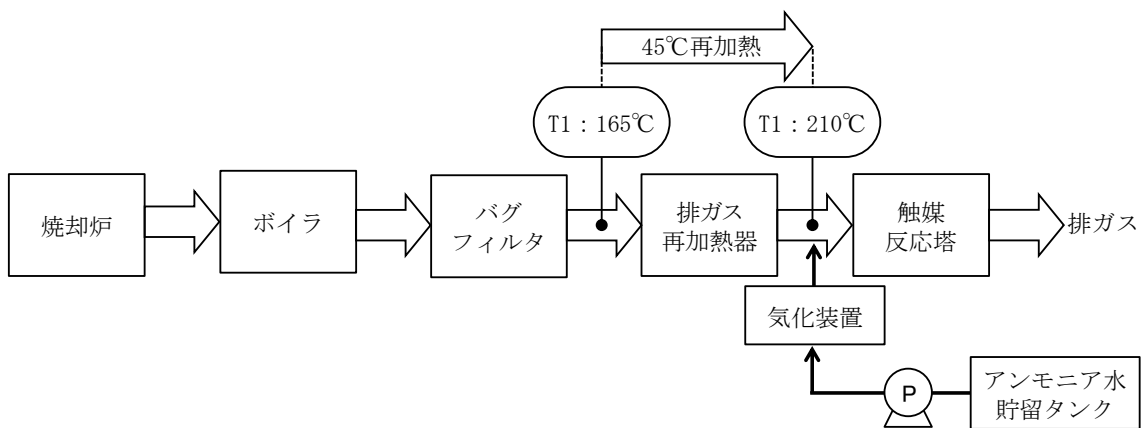 45℃再加熱
T1:165℃
T1:210℃
焼却炉
ボイラ
バグ
フィルタ
排ガス
再加熱器
触媒
反応塔
排ガス
気化装置
P
アンモニア水
貯留タンク